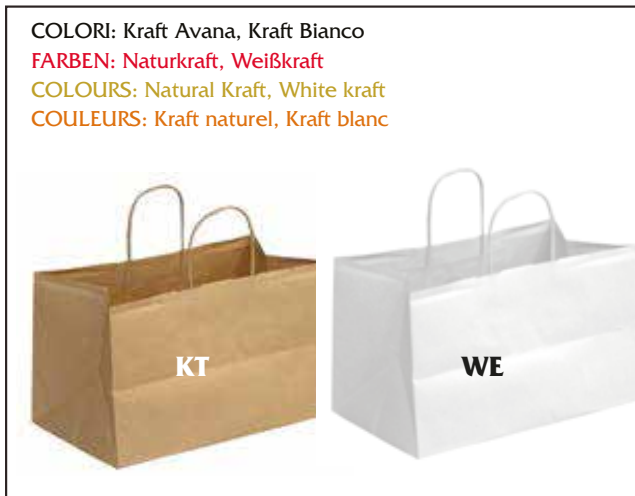 COLORI: Kraft Avana, Kraft Bianco
FARBEN: Naturkraft, Weißkraft
COLOURS: Natural Kraft, White kraft
COULEURS: Kraft naturel, Kraft blanc
KT
WE